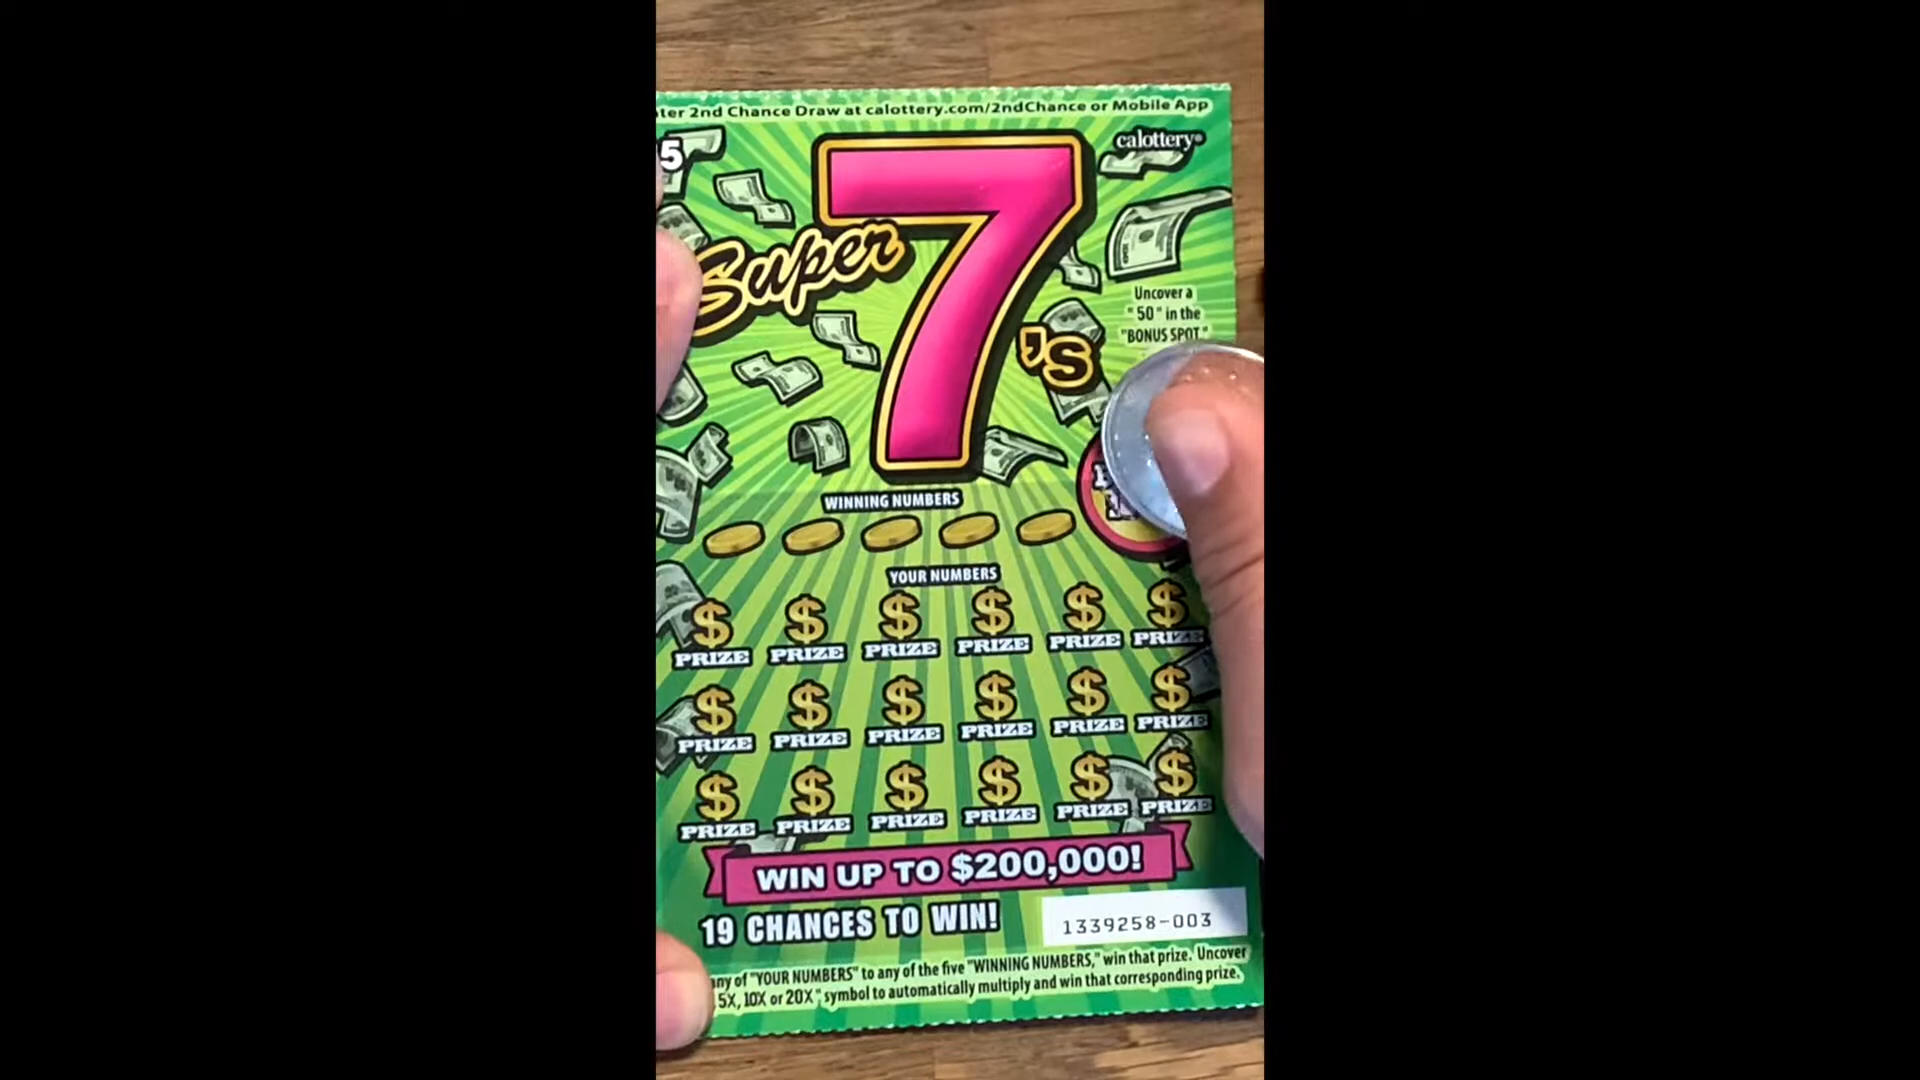 2nd Chance Draw at calottery.com/2ndChance or Mobile App
5
calottery
Super
7
's
Uncover a
"50" in the
"BONUS SPOT,"
WINNING NUMBERS
YOUR NUMBERS
$ $ $ $ $ $
PRIZE PRIZE PRIZE PRIZE PRIZE PRIZE
$ $ $ $ $ $
PRIZE PRIZE PRIZE PRIZE PRIZE PRIZE
$ $ $ $ $ $
PRIZE PRIZE PRIZE PRIZE PRIZE PRIZE
WIN UP TO $200,000!
19 CHANCES TO WIN!
1339258-003
any of "YOUR NUMBERS" to any of the five "WINNING NUMBERS," win that prize. Uncover
5X, 10X or 20X" symbol to automatically multiply and win that corresponding prize.